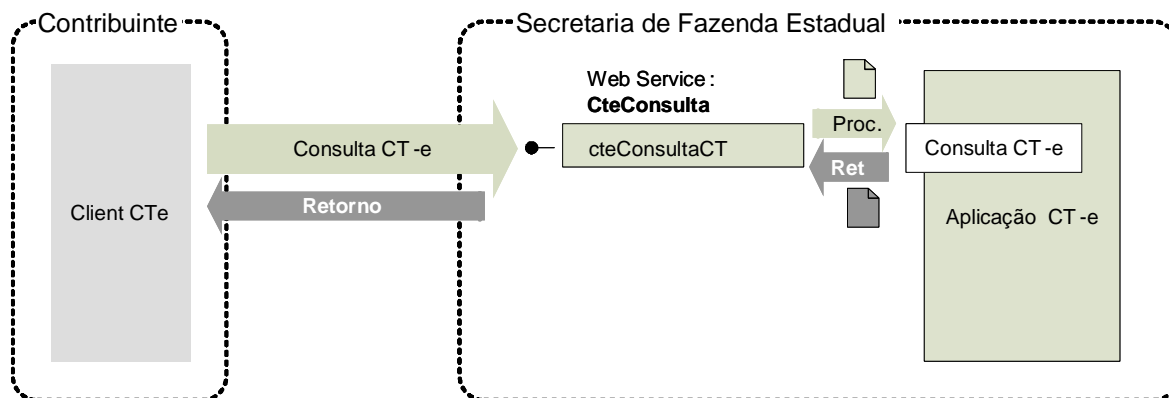 Contribuinte
Secretaria de Fazenda Estadual
Web Service :
CteConsulta
Proc.
Consulta CT -e
cteConsultaCT
Consulta CT -e
Ret
Retorno
Client CTe
Aplicação CT -e